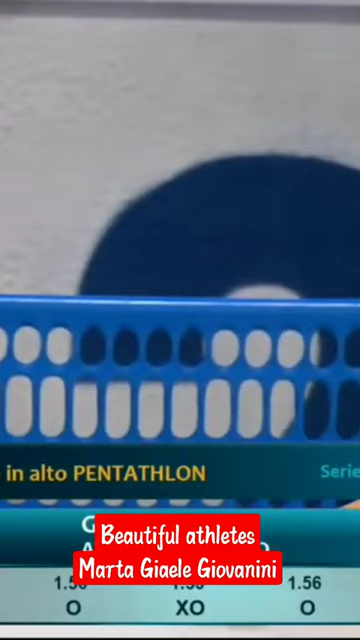 in alto PENTATHLON
Serie
Beautiful athletes
Marta Giaele Giovanini
1.56
O XO O